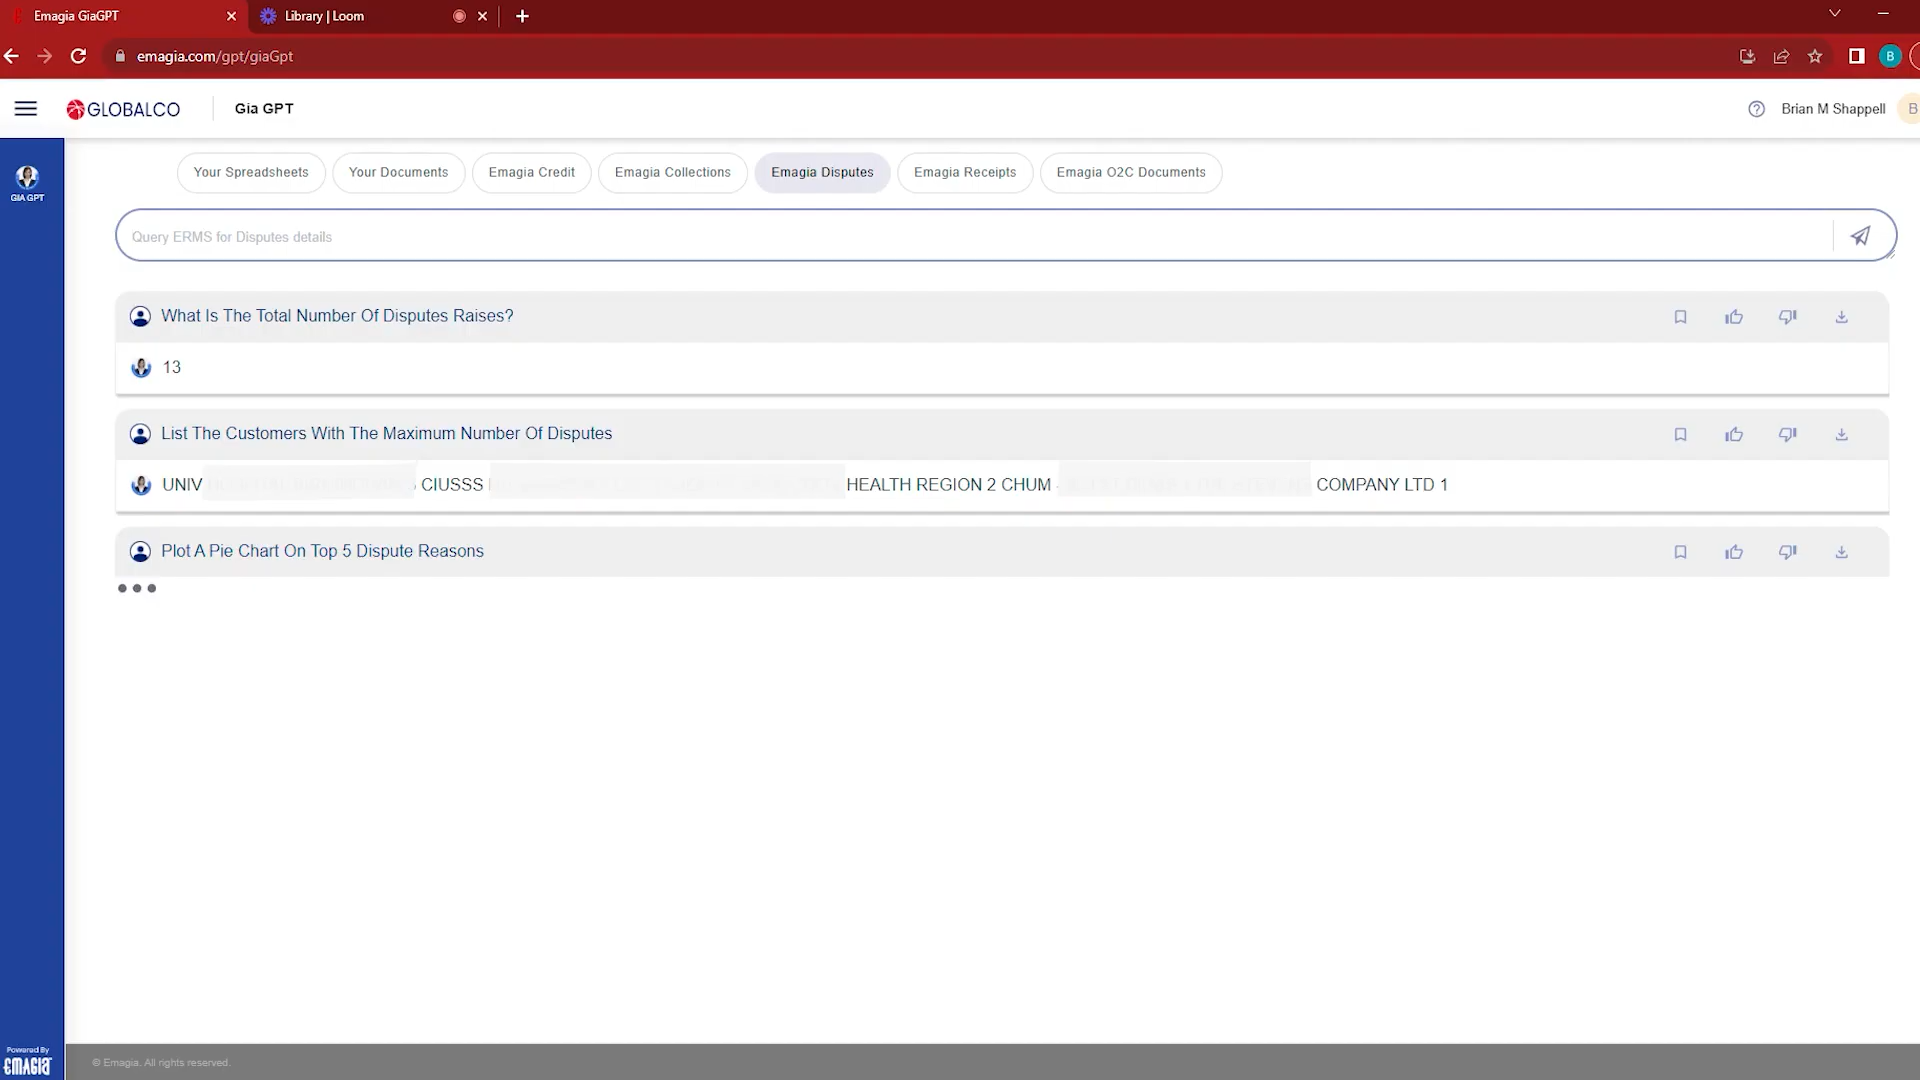 Emagia GiaGPT
Library | Loom
emagia.com/gpt/giaGpt
B
GLOBALCO
Gia GPT
Brian M Shappell
B
GIA GPT
Your Spreadsheets
Your Documents
Emagia Credit
Emagia Collections
Emagia Disputes
Emagia Receipts
Emagia O2C Documents
Query ERMS for Disputes details
What Is The Total Number Of Disputes Raises?
13
List The Customers With The Maximum Number Of Disputes
UNIV CIUSSS HEALTH REGION 2 CHUM COMPANY LTD 1
Plot A Pie Chart On Top 5 Dispute Reasons
Powered By
EMAGIA
© Emagia. All rights reserved.